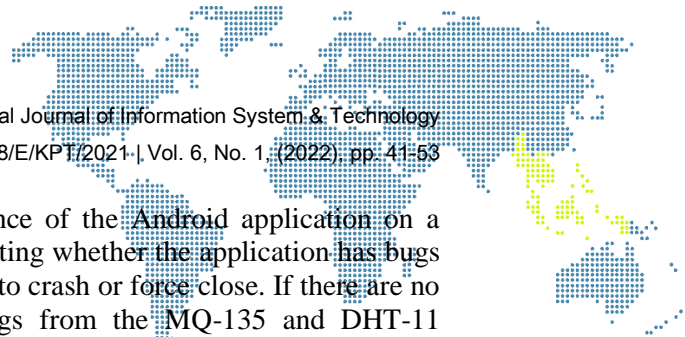 al Journal of Information System & Technology
8/E/KPT/2021 | Vol. 6, No. 1, (2022), pp. 41-53
nce of the Android application on a
ting whether the application has bugs
to crash or force close. If there are no
gs from the MQ-135 and DHT-11